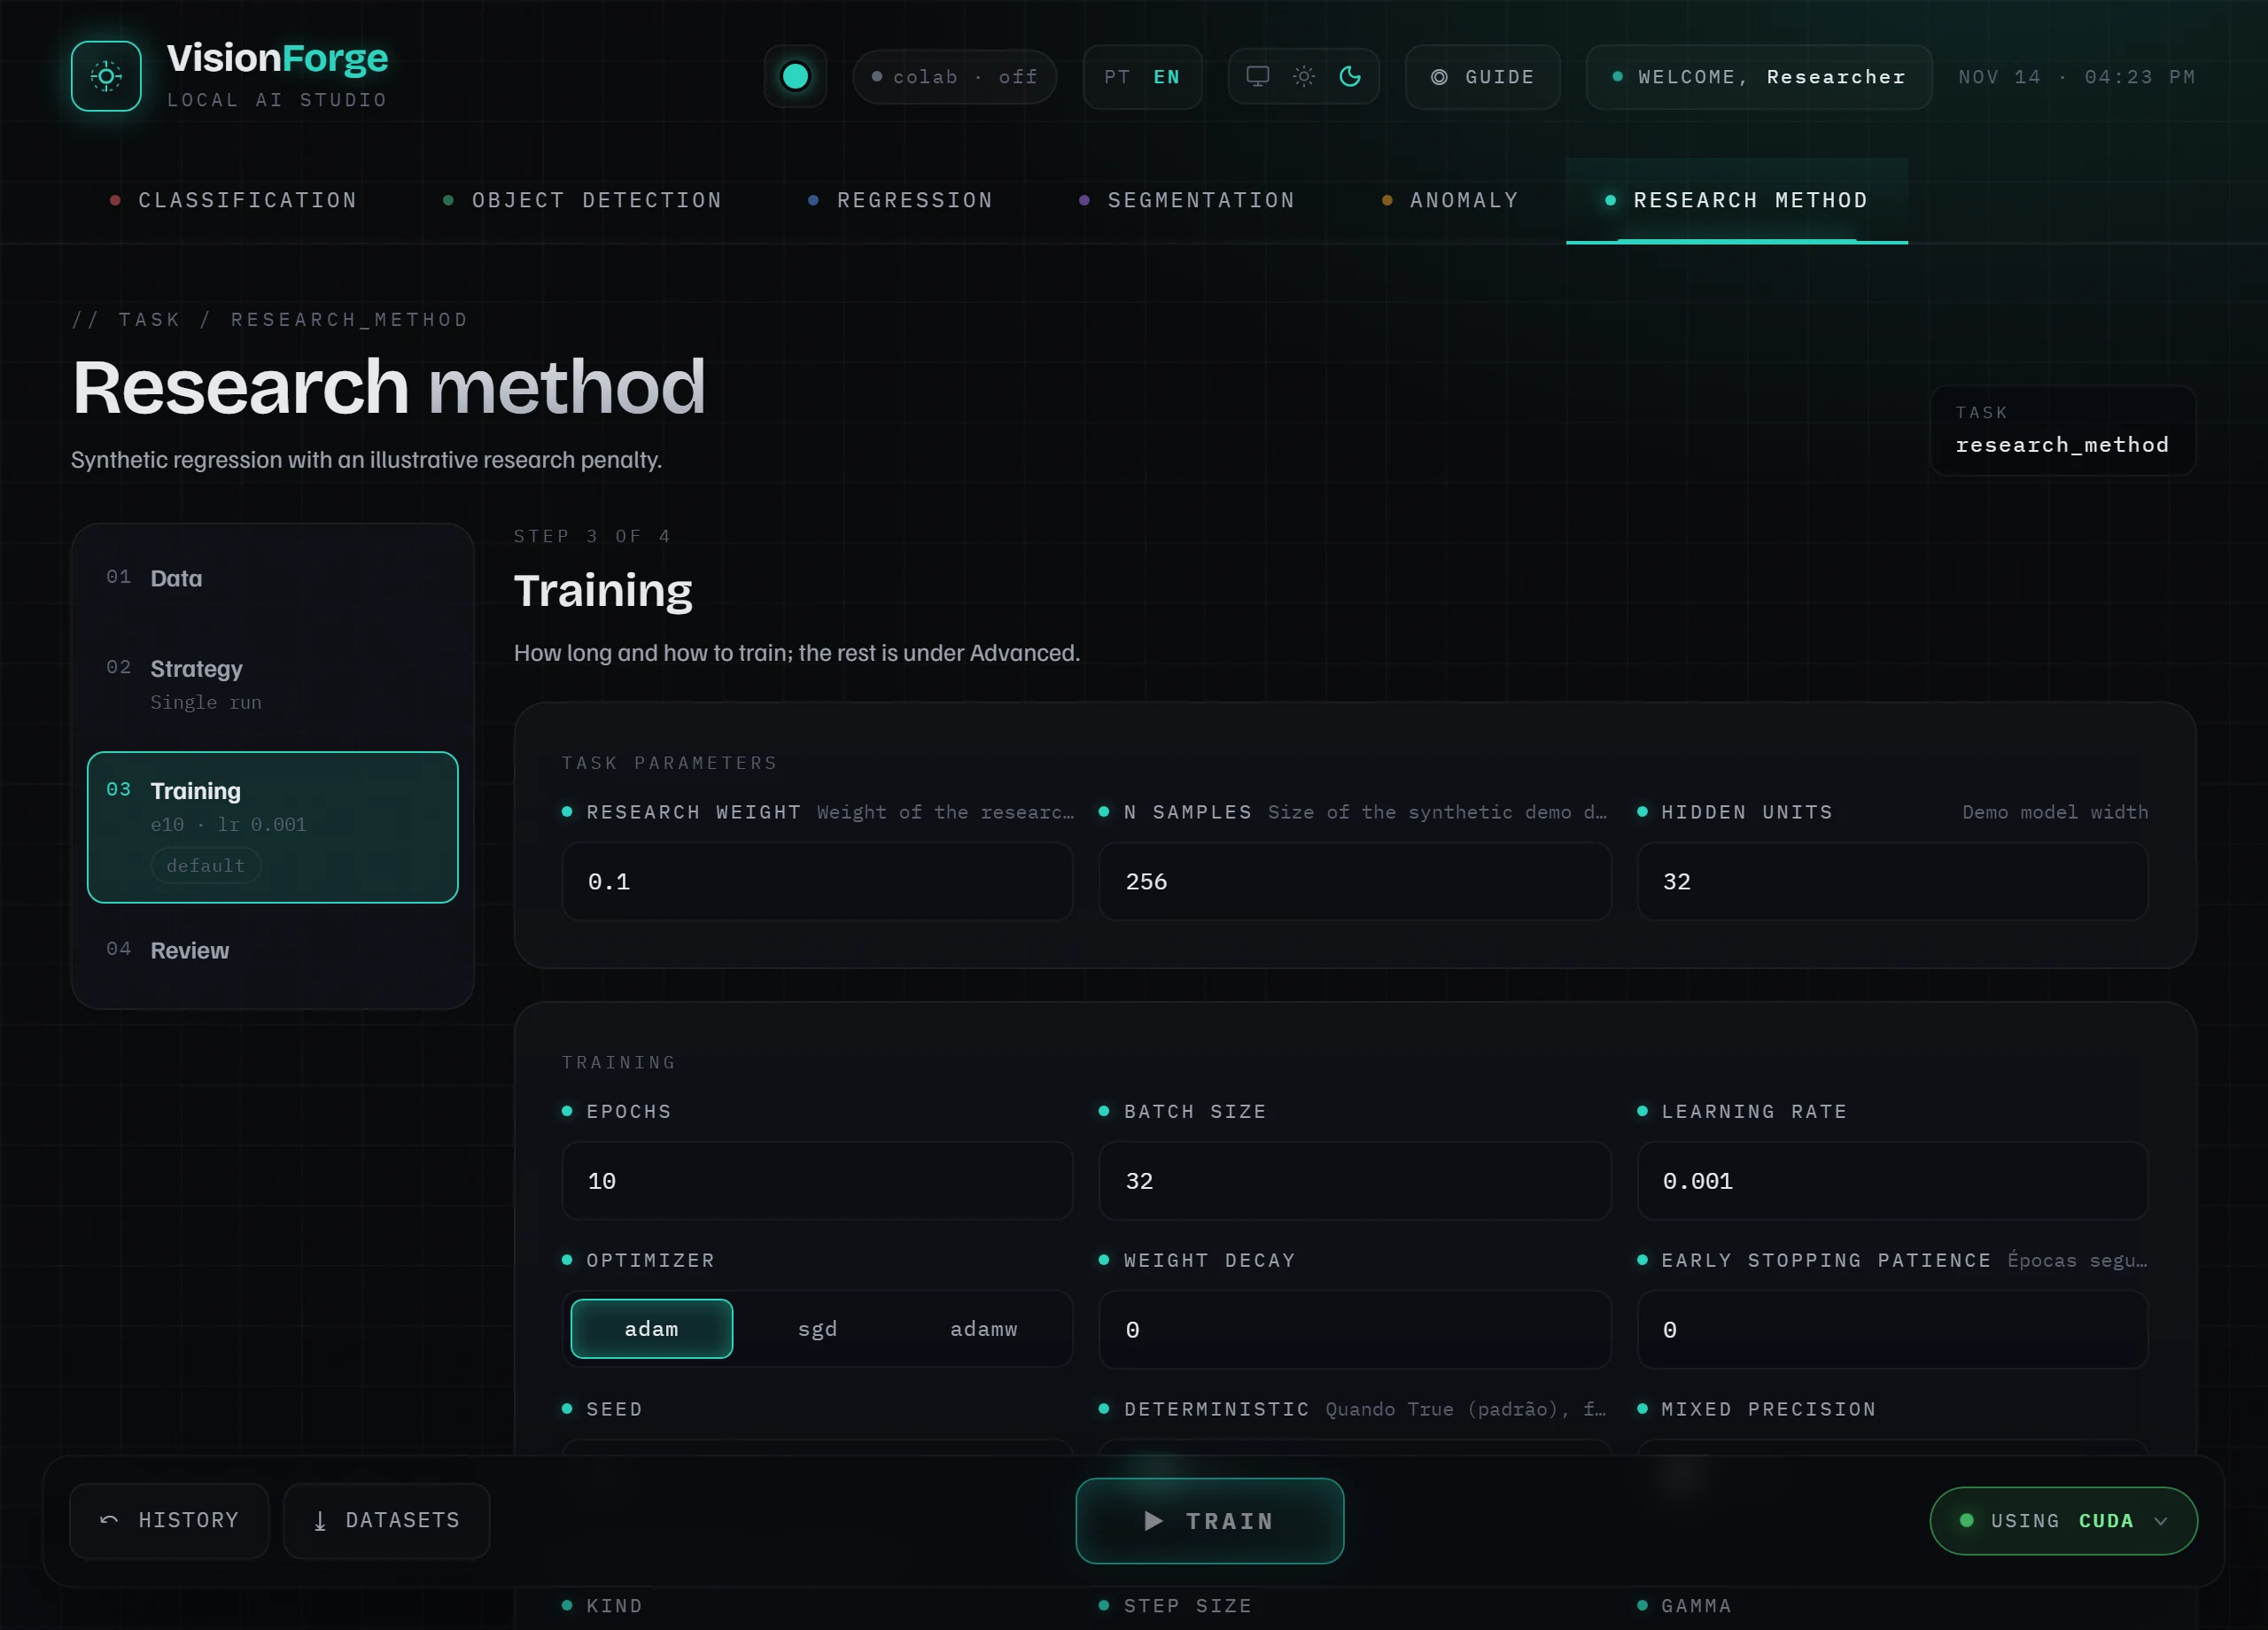 VisionForge
LOCAL AI STUDIO
colab · off
PT EN
GUIDE
WELCOME, Researcher
NOV 14 · 04:23 PM
CLASSIFICATION
OBJECT DETECTION
REGRESSION
SEGMENTATION
ANOMALY
RESEARCH METHOD
// TASK / RESEARCH_METHOD
Research method
Synthetic regression with an illustrative research penalty.
TASK
research_method
01 Data
02 Strategy
Single run
03 Training
e10 · lr 0.001
default
04 Review
STEP 3 OF 4
Training
How long and how to train; the rest is under Advanced.
TASK PARAMETERS
RESEARCH WEIGHT Weight of the researc…
0.1
N SAMPLES Size of the synthetic demo d…
256
HIDDEN UNITS Demo model width
32
TRAINING
EPOCHS
10
BATCH SIZE
32
LEARNING RATE
0.001
OPTIMIZER
adam sgd adamw
WEIGHT DECAY
0
EARLY STOPPING PATIENCE Épocas segu…
0
SEED
DETERMINISTIC Quando True (padrão), f…
MIXED PRECISION
HISTORY
DATASETS
TRAIN
USING CUDA
KIND
STEP SIZE
GAMMA